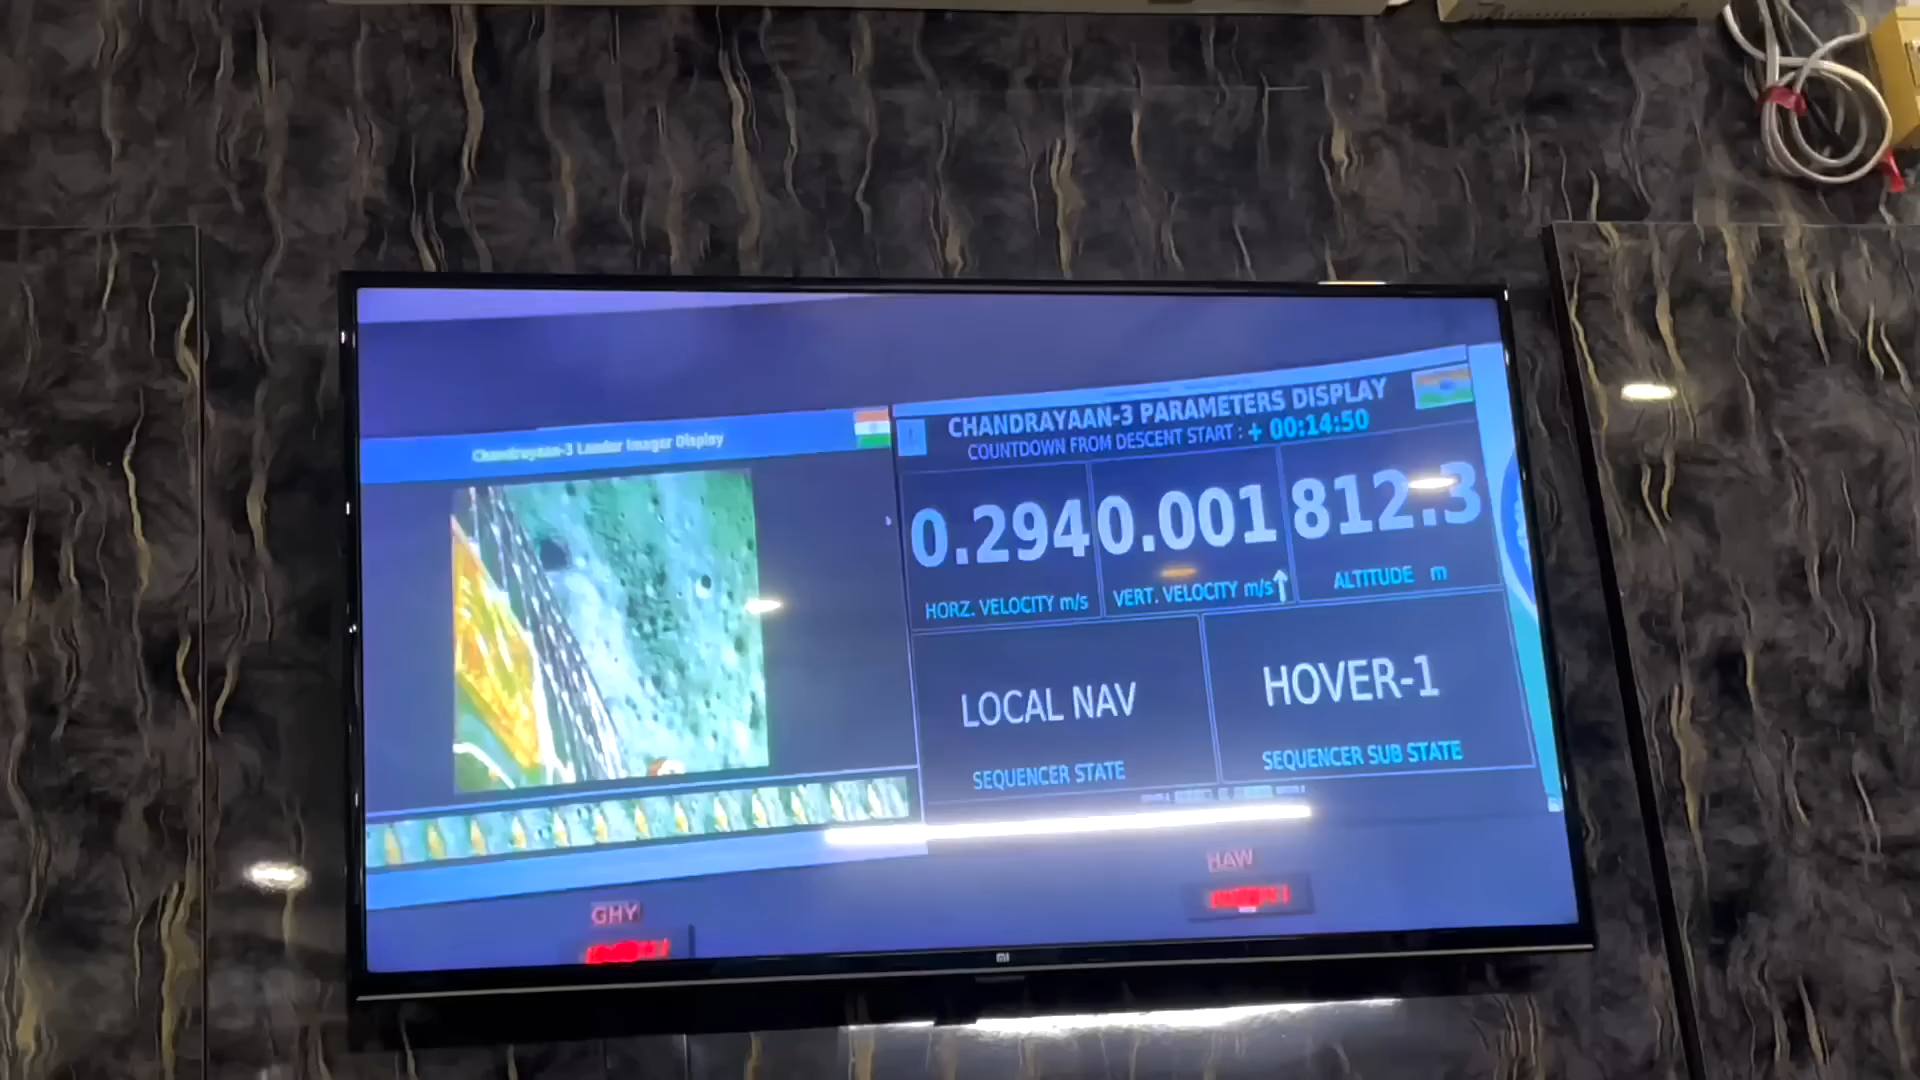 Chandrayaan-3 Lander Imager Display
CHANDRAYAAN-3 PARAMETERS DISPLAY
COUNTDOWN FROM DESCENT START : + 00:14:50
0.294 0.001 812.3
HORZ. VELOCITY m/s VERT. VELOCITY m/s↑ ALTITUDE m
LOCAL NAV HOVER-1
SEQUENCER STATE SEQUENCER SUB STATE
GHY
HAW
mi